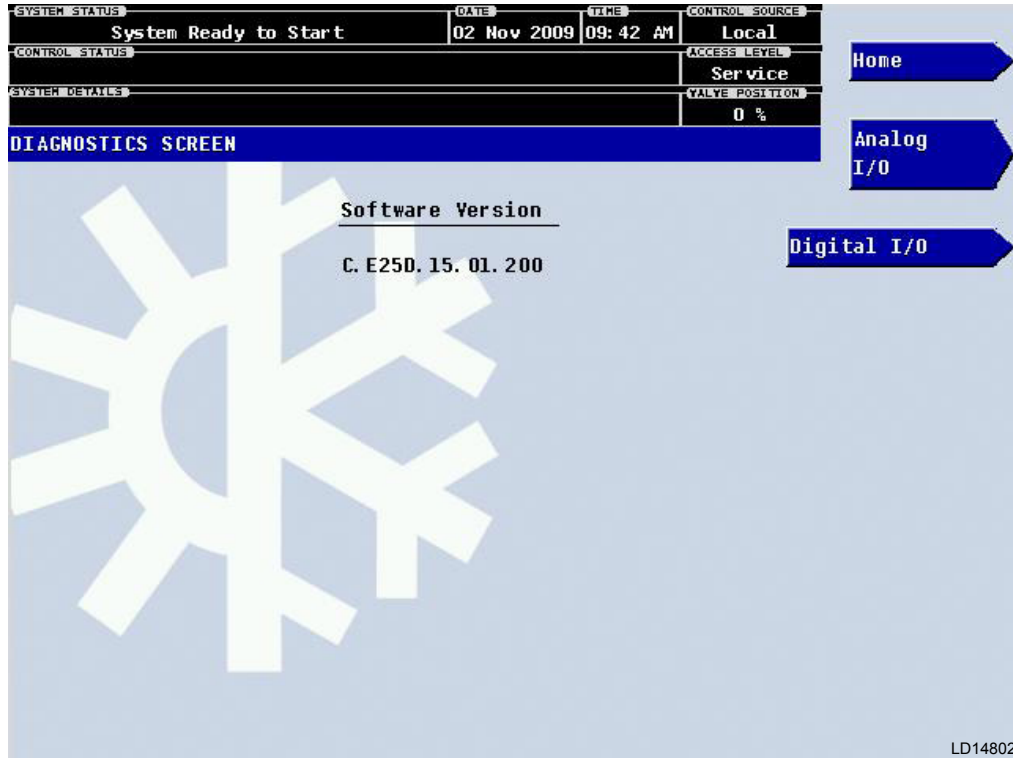 SYSTEM STATUS DATE TIME CONTROL SOURCE
System Ready to Start 02 Nov 2009 09:42 AM Local
CONTROL STATUS ACCESS LEVEL
Service
SYSTEM DETAILS VALVE POSITION
0 %
DIAGNOSTICS SCREEN
Home
Analog
I/O
Digital I/O
Software Version
C.E25D.15.01.200
LD14802